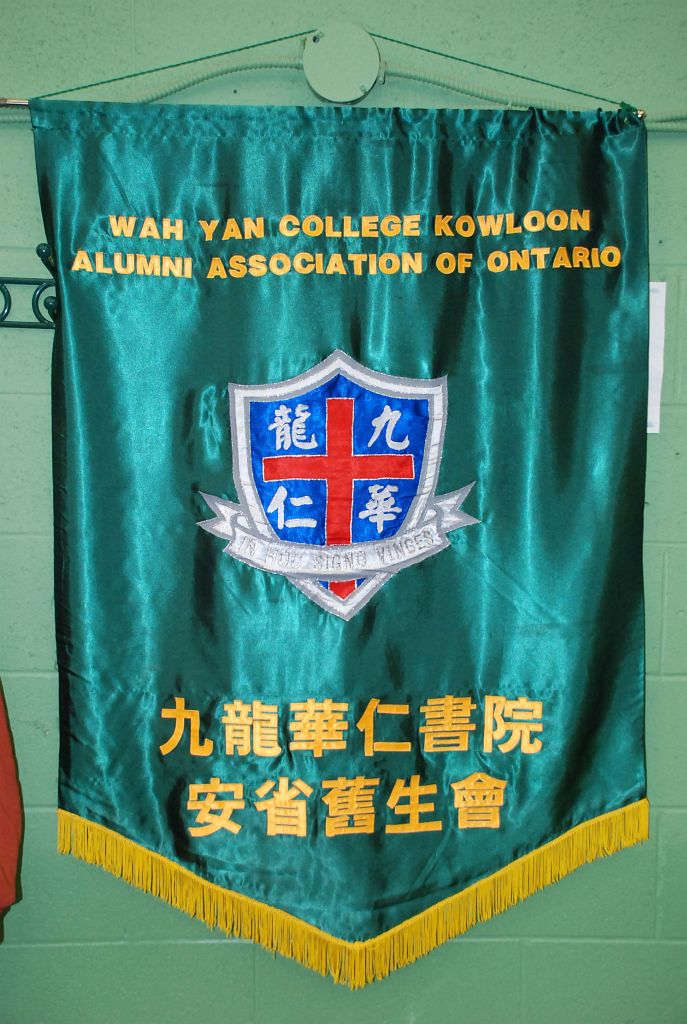 WAH YAN COLLEGE KOWLOON
ALUMNI ASSOCIATION OF ONTARIO
龍 九
仁 華
IN HOC SIGNO VINCES
九龍華仁書院
安省舊生會